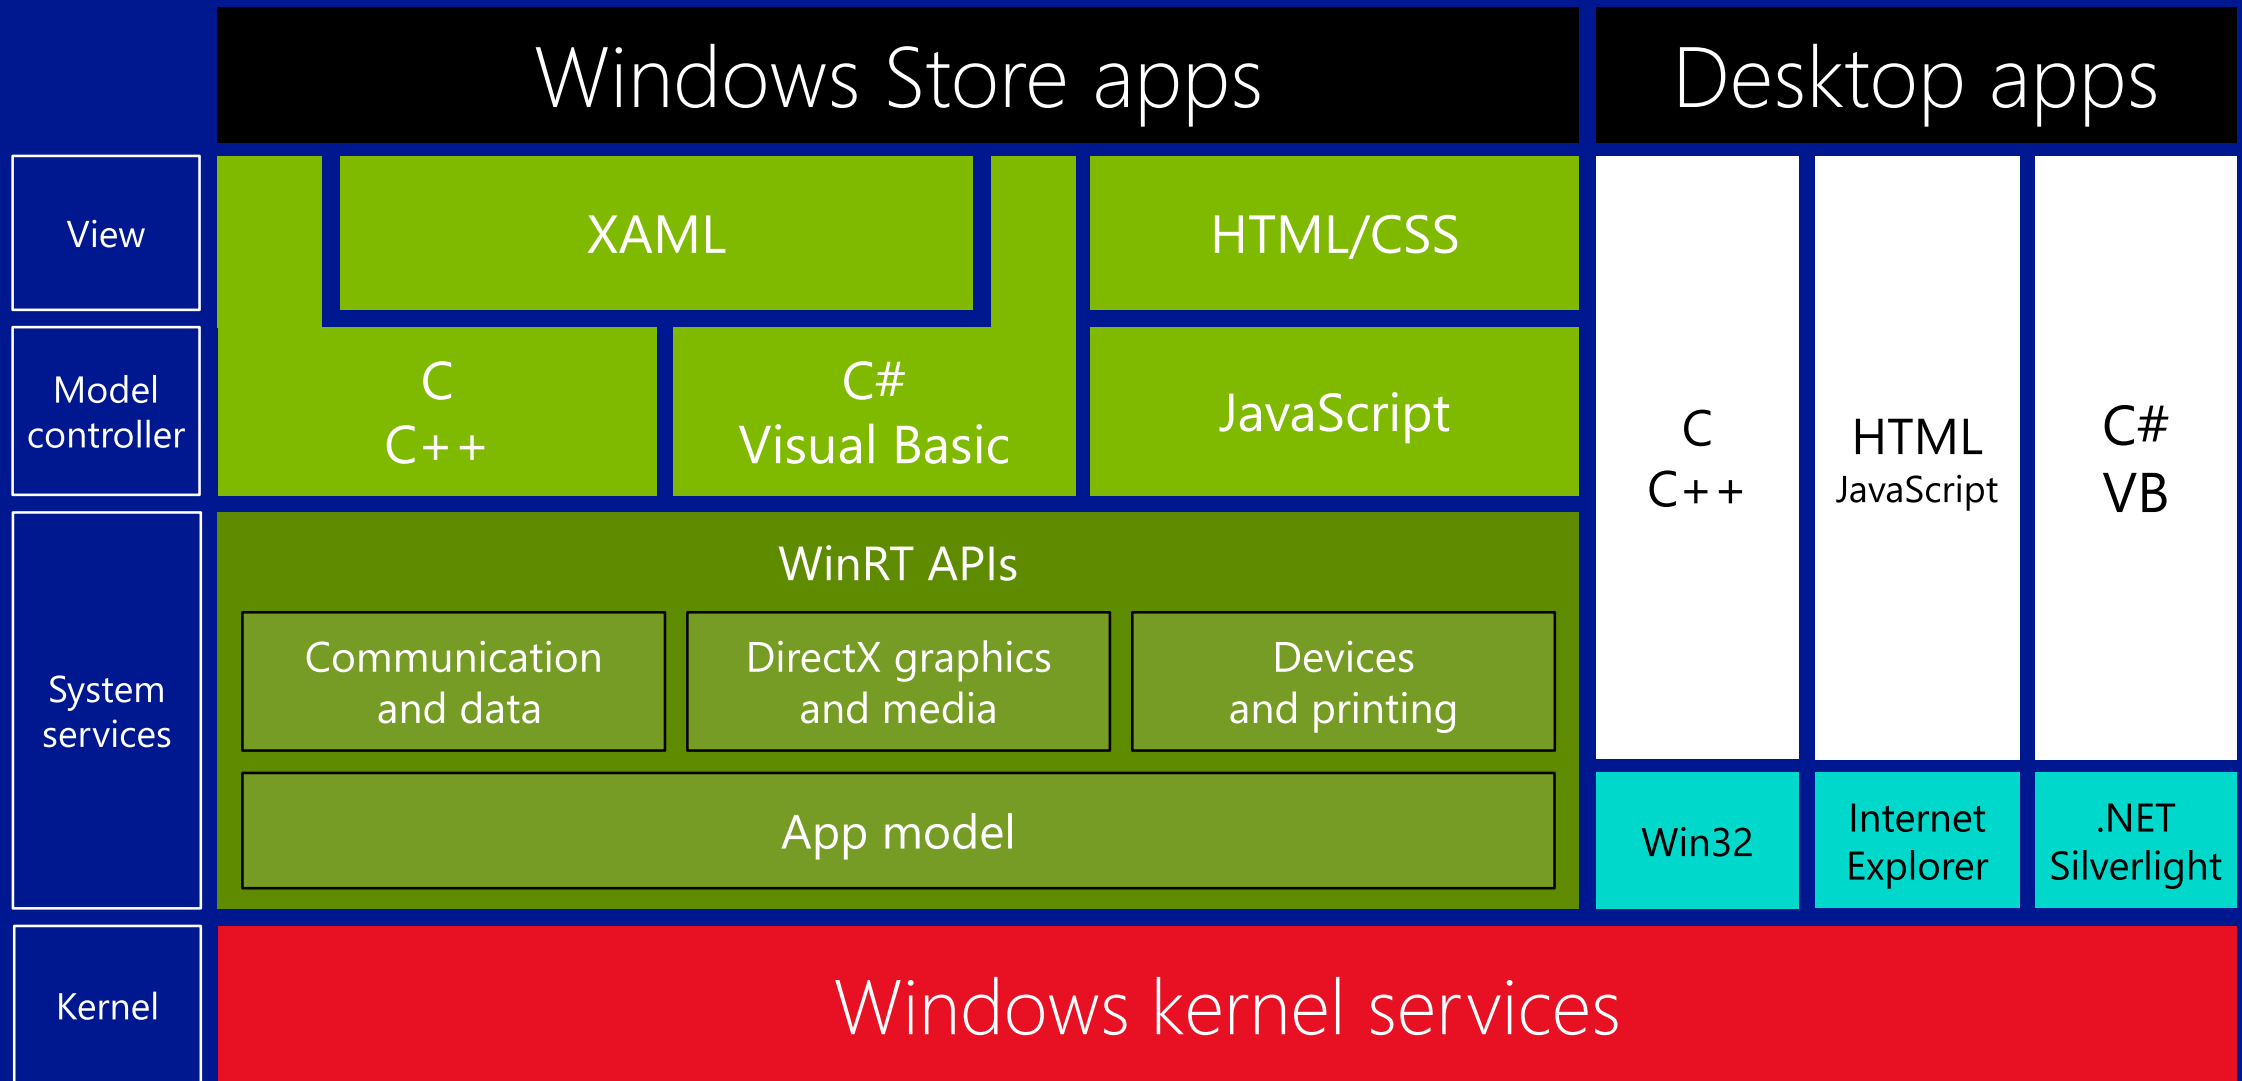 Windows Store apps
Desktop apps
View
XAML
HTML/CSS
Model
controller
C
C++
C#
Visual Basic
JavaScript
C
C++
HTML
JavaScript
C#
VB
System
services
WinRT APIs
Communication
and data
DirectX graphics
and media
Devices
and printing
App model
Win32
Internet
Explorer
.NET
Silverlight
Kernel
Windows kernel services